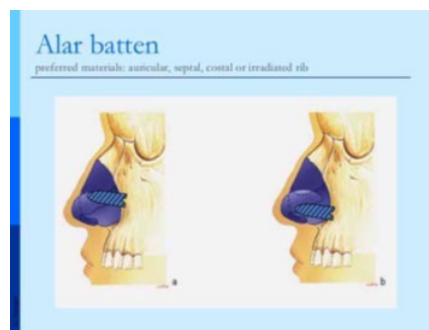 Alar batten
preferred materials: auricular, septal, costal or irradiated rib
a
b